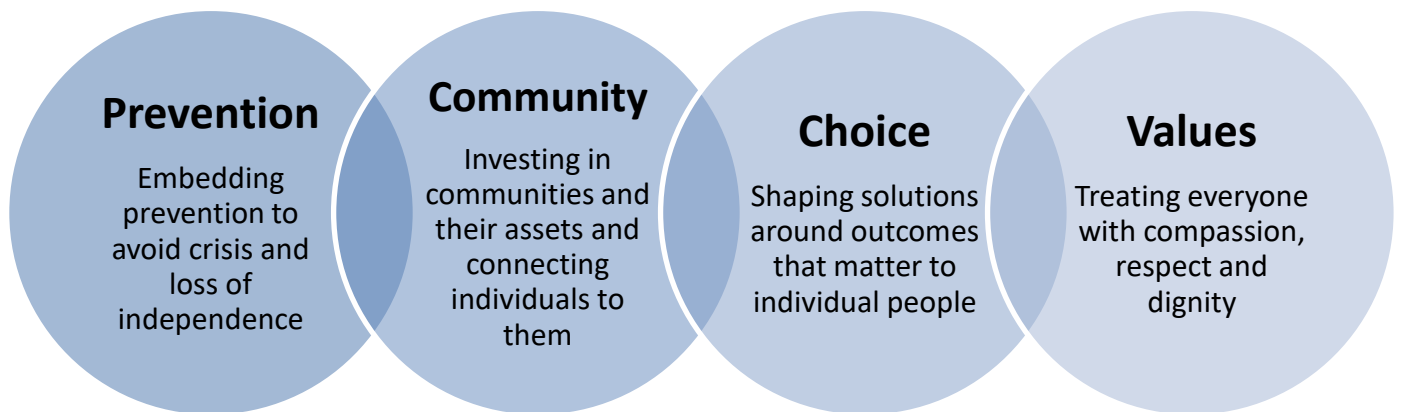 Prevention
Embedding
prevention to
avoid crisis and
loss of
independence
Community
Investing in
communities and
their assets and
connecting
individuals to
them
Choice
Shaping solutions
around outcomes
that matter to
individual people
Values
Treating everyone
with compassion,
respect and
dignity